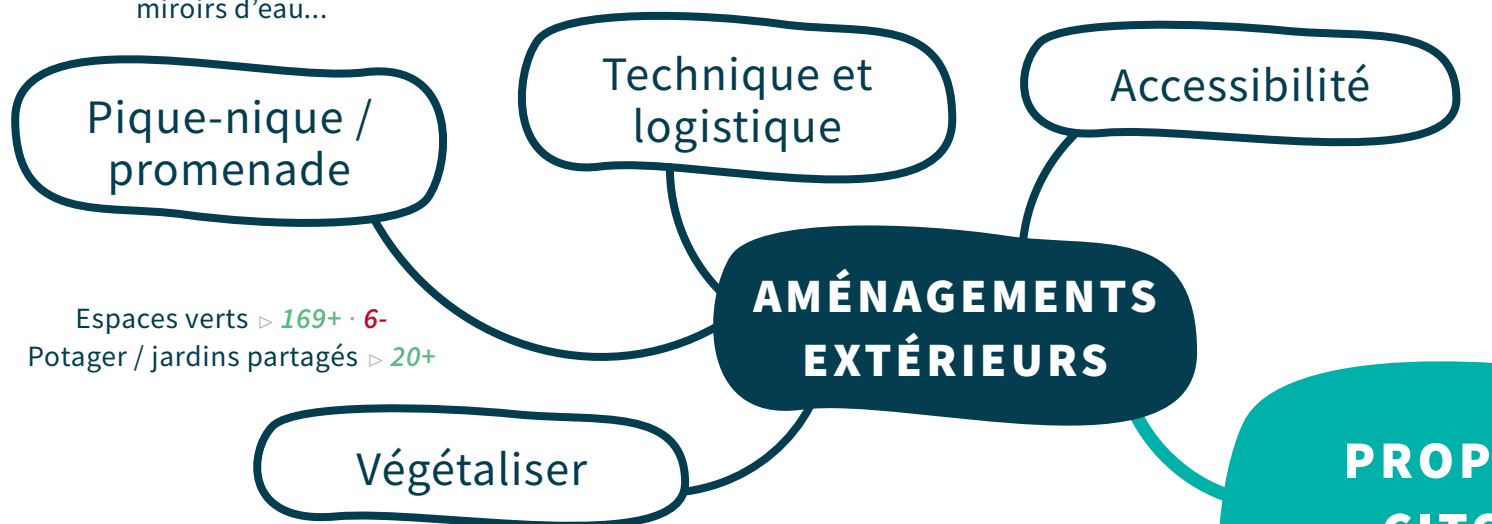 miroirs d’eau...
Pique-nique /
promenade
Technique et
logistique
Accessibilité
AMÉNAGEMENTS
EXTÉRIEURS
Espaces verts ▷ 169+ · 6-
Potager / jardins partagés ▷ 20+
Végétaliser
PROP